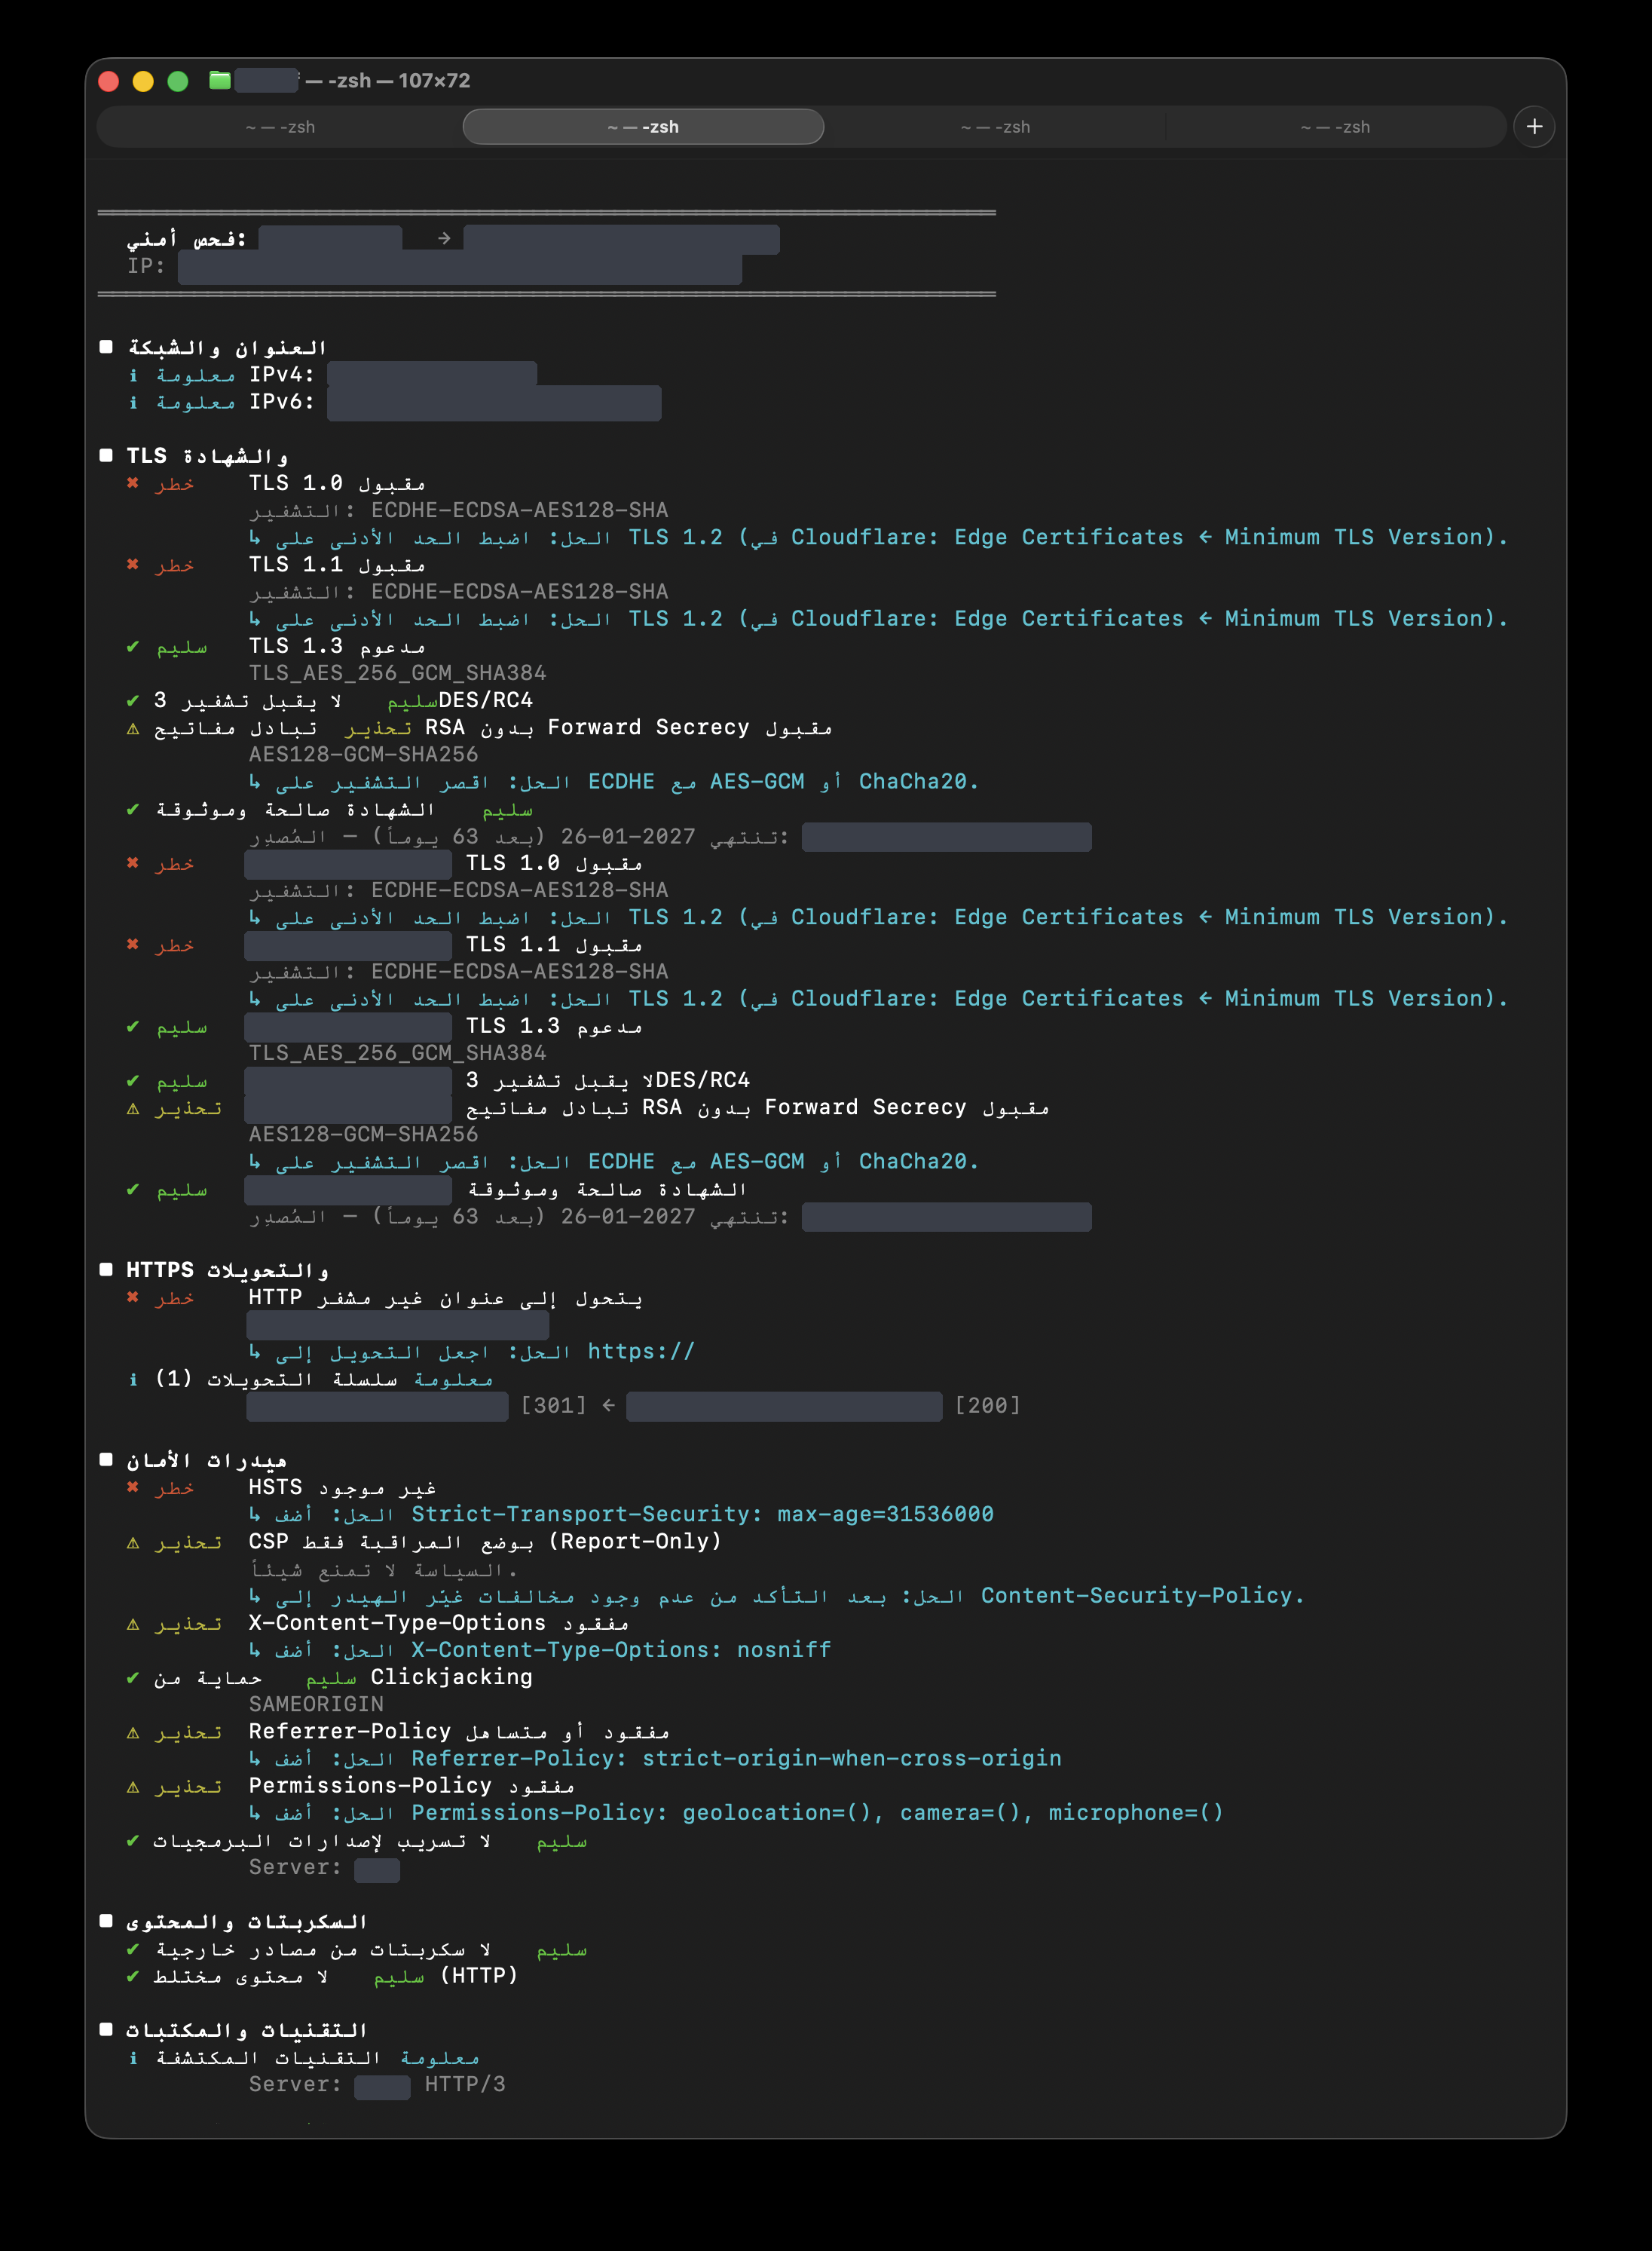 — -zsh — 107×72
~ — -zsh
~ — -zsh
~ — -zsh
~ — -zsh
+
فحص أمني: →
IP:
■ العنوان والشبكة
ℹ معلومة IPv4:
ℹ معلومة IPv6:
■ TLS والشهادة
✖ خطر TLS 1.0 مقبول
التشفير: ECDHE-ECDSA-AES128-SHA
↳ الحل: اضبط الحد الأدنى على TLS 1.2 (في Cloudflare: Edge Certificates ← Minimum TLS Version).
✖ خطر TLS 1.1 مقبول
التشفير: ECDHE-ECDSA-AES128-SHA
↳ الحل: اضبط الحد الأدنى على TLS 1.2 (في Cloudflare: Edge Certificates ← Minimum TLS Version).
✔ سليم TLS 1.3 مدعوم
TLS_AES_256_GCM_SHA384
✔ سليم لا يقبل تشفير 3DES/RC4
⚠ تحذير تبادل مفاتيح RSA بدون Forward Secrecy مقبول
AES128-GCM-SHA256
↳ الحل: اقصر التشفير على ECDHE مع AES-GCM أو ChaCha20.
✔ سليم الشهادة صالحة وموثوقة
تنتهي 2027-01-26 (بعد 63 يوماً) — المُصدِر:
✖ خطر TLS 1.0 مقبول
التشفير: ECDHE-ECDSA-AES128-SHA
↳ الحل: اضبط الحد الأدنى على TLS 1.2 (في Cloudflare: Edge Certificates ← Minimum TLS Version).
✖ خطر TLS 1.1 مقبول
التشفير: ECDHE-ECDSA-AES128-SHA
↳ الحل: اضبط الحد الأدنى على TLS 1.2 (في Cloudflare: Edge Certificates ← Minimum TLS Version).
✔ سليم TLS 1.3 مدعوم
TLS_AES_256_GCM_SHA384
✔ سليم لا يقبل تشفير 3DES/RC4
⚠ تحذير تبادل مفاتيح RSA بدون Forward Secrecy مقبول
AES128-GCM-SHA256
↳ الحل: اقصر التشفير على ECDHE مع AES-GCM أو ChaCha20.
✔ سليم الشهادة صالحة وموثوقة
تنتهي 2027-01-26 (بعد 63 يوماً) — المُصدِر:
■ HTTPS والتحويلات
✖ خطر HTTP يتحول إلى عنوان غير مشفر
↳ الحل: اجعل التحويل إلى https://
ℹ معلومة سلسلة التحويلات (1)
[301] ← [200]
■ هيدرات الأمان
✖ خطر HSTS غير موجود
↳ الحل: أضف Strict-Transport-Security: max-age=31536000
⚠ تحذير CSP بوضع المراقبة فقط (Report-Only)
السياسة لا تمنع شيئاً.
↳ الحل: بعد التأكد من عدم وجود مخالفات غيّر الهيدر إلى Content-Security-Policy.
⚠ تحذير X-Content-Type-Options مفقود
↳ الحل: أضف X-Content-Type-Options: nosniff
✔ سليم حماية من Clickjacking
SAMEORIGIN
⚠ تحذير Referrer-Policy مفقود أو متساهل
↳ الحل: أضف Referrer-Policy: strict-origin-when-cross-origin
⚠ تحذير Permissions-Policy مفقود
↳ الحل: أضف Permissions-Policy: geolocation=(), camera=(), microphone=()
✔ سليم لا تسريب لإصدارات البرمجيات
Server:
■ السكربتات والمحتوى
✔ سليم لا سكربتات من مصادر خارجية
✔ سليم لا محتوى مختلط (HTTP)
■ التقنيات والمكتبات
ℹ معلومة التقنيات المكتشفة
Server: HTTP/3